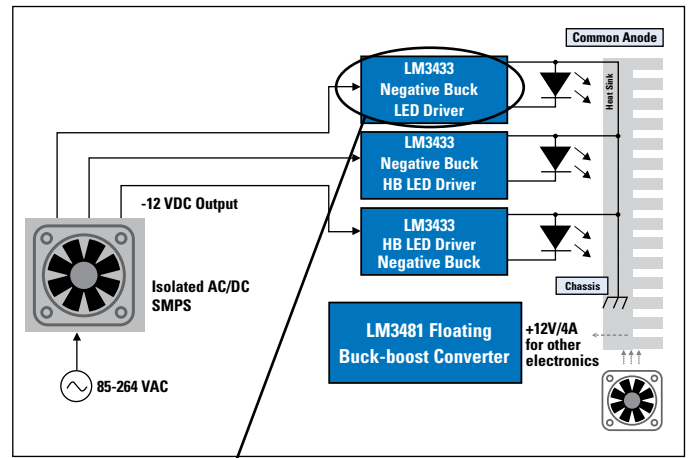 Common Anode
LM3433
Negative Buck
LED Driver
Heat Sink
LM3433
Negative Buck
HB LED Driver
-12 VDC Output
LM3433
HB LED Driver
Negative Buck
Isolated AC/DC
SMPS
Chassis
LM3481 Floating
Buck-boost Converter
+12V/4A
for other
electronics
85-264 VAC